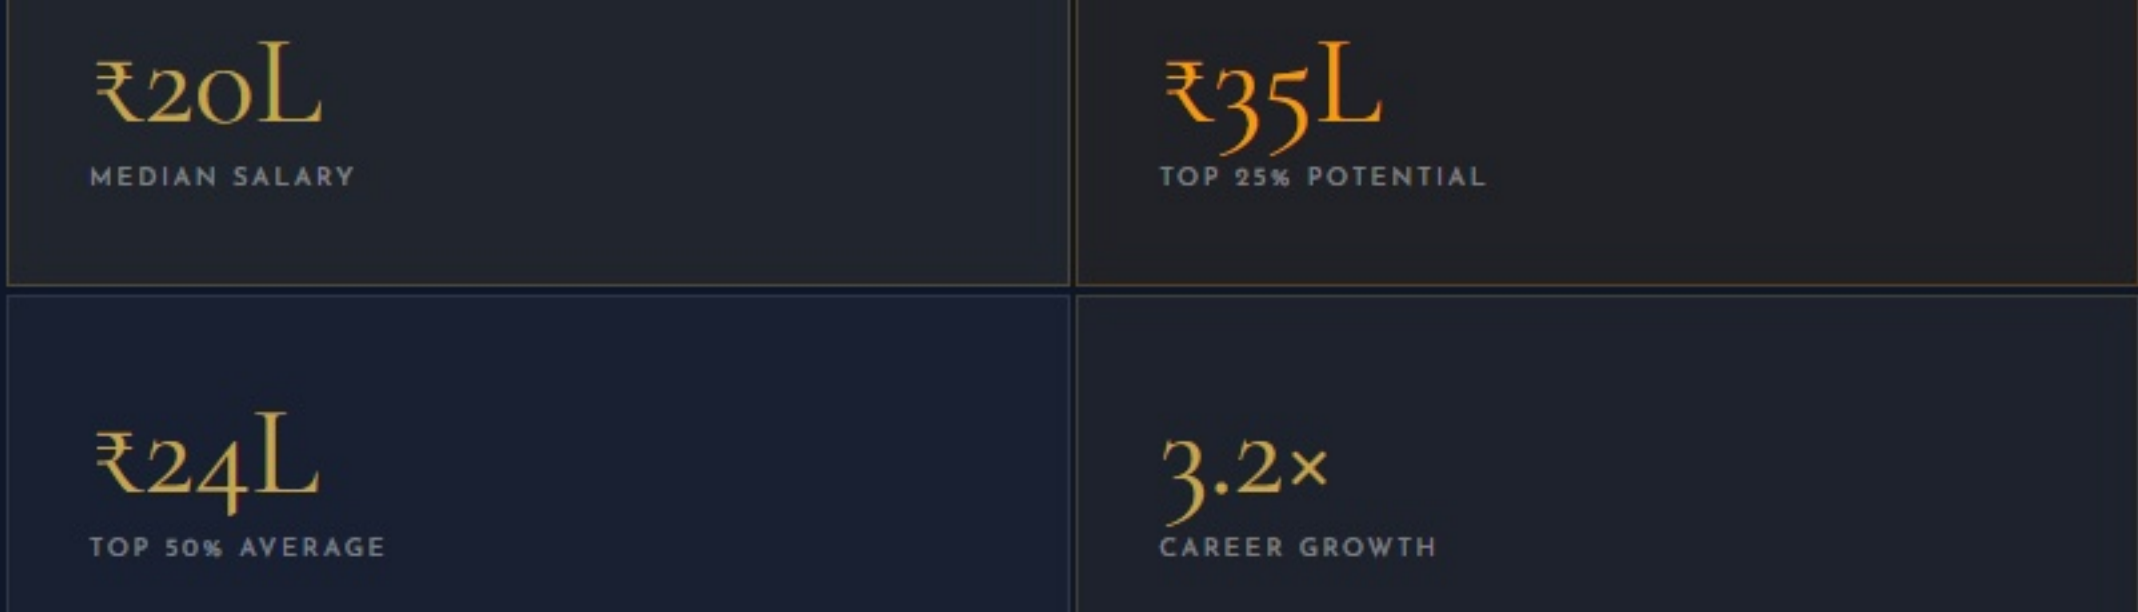 ₹20L
MEDIAN SALARY
₹35L
TOP 25% POTENTIAL
₹24L
TOP 50% AVERAGE
3.2×
CAREER GROWTH